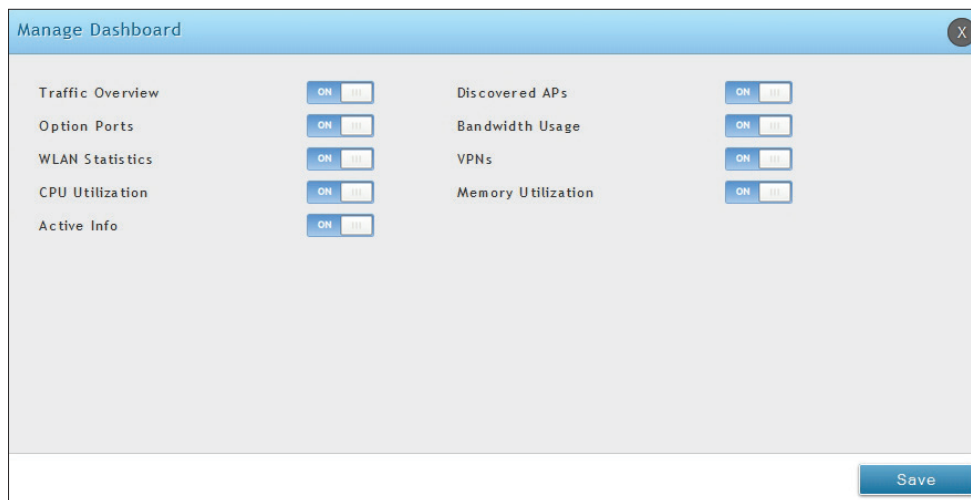 Manage Dashboard X
Traffic Overview ON Discovered APs ON
Option Ports ON Bandwidth Usage ON
WLAN Statistics ON VPNs ON
CPU Utilization ON Memory Utilization ON
Active Info ON
Save